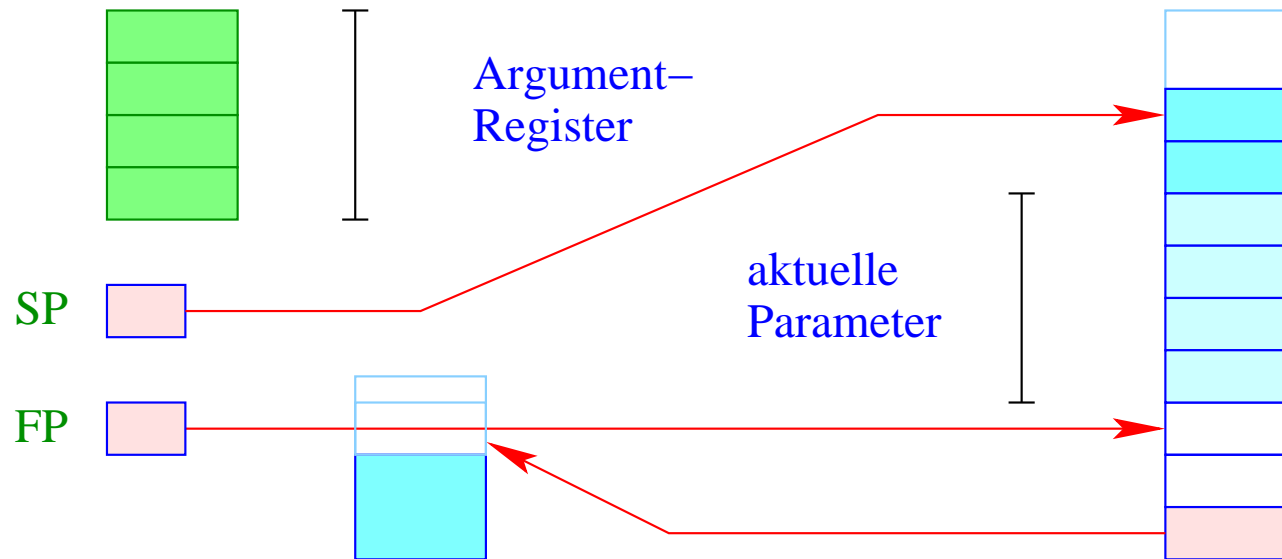 Argument–
Register
SP
aktuelle
Parameter
FP